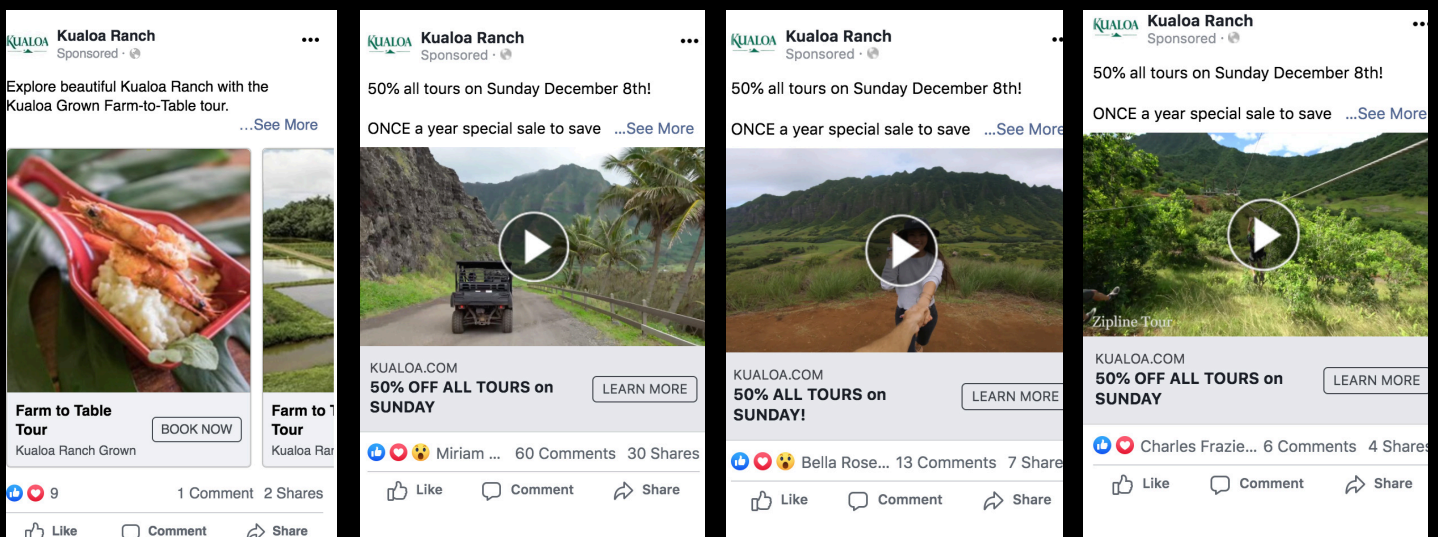 KUALOA
Kualoa Ranch
Sponsored ·
Explore beautiful Kualoa Ranch with the
Kualoa Grown Farm-to-Table tour.
...See More
Farm to Table
Tour
BOOK NOW
Kualoa Ranch Grown
Farm to T
Tour
Kualoa Ran
9
1 Comment 2 Shares
Like Comment Share
KUALOA
Kualoa Ranch
Sponsored ·
50% all tours on Sunday December 8th!
ONCE a year special sale to save ...See More
KUALOA.COM
50% OFF ALL TOURS on
SUNDAY
LEARN MORE
Miriam ... 60 Comments 30 Shares
Like Comment Share
KUALOA
Kualoa Ranch
Sponsored ·
50% all tours on Sunday December 8th!
ONCE a year special sale to save ...See More
KUALOA.COM
50% ALL TOURS on
SUNDAY!
LEARN MORE
Bella Rose... 13 Comments 7 Share
Like Comment Share
KUALOA
Kualoa Ranch
Sponsored ·
50% all tours on Sunday December 8th!
ONCE a year special sale to save ...See More
Zipline Tour
KUALOA.COM
50% OFF ALL TOURS on
SUNDAY
LEARN MORE
Charles Frazie... 6 Comments 4 Shares
Like Comment Share